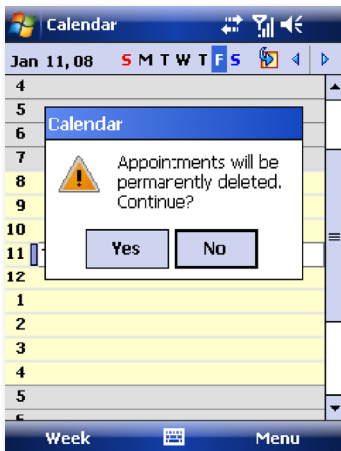 Calendar
Jan 11,08 S M T W T F S
4
5
Calendar
6
7
Appointments will be
8
permanently deleted.
9
Continue?
10
11
Yes No
12
1
2
3
4
5
Week Menu